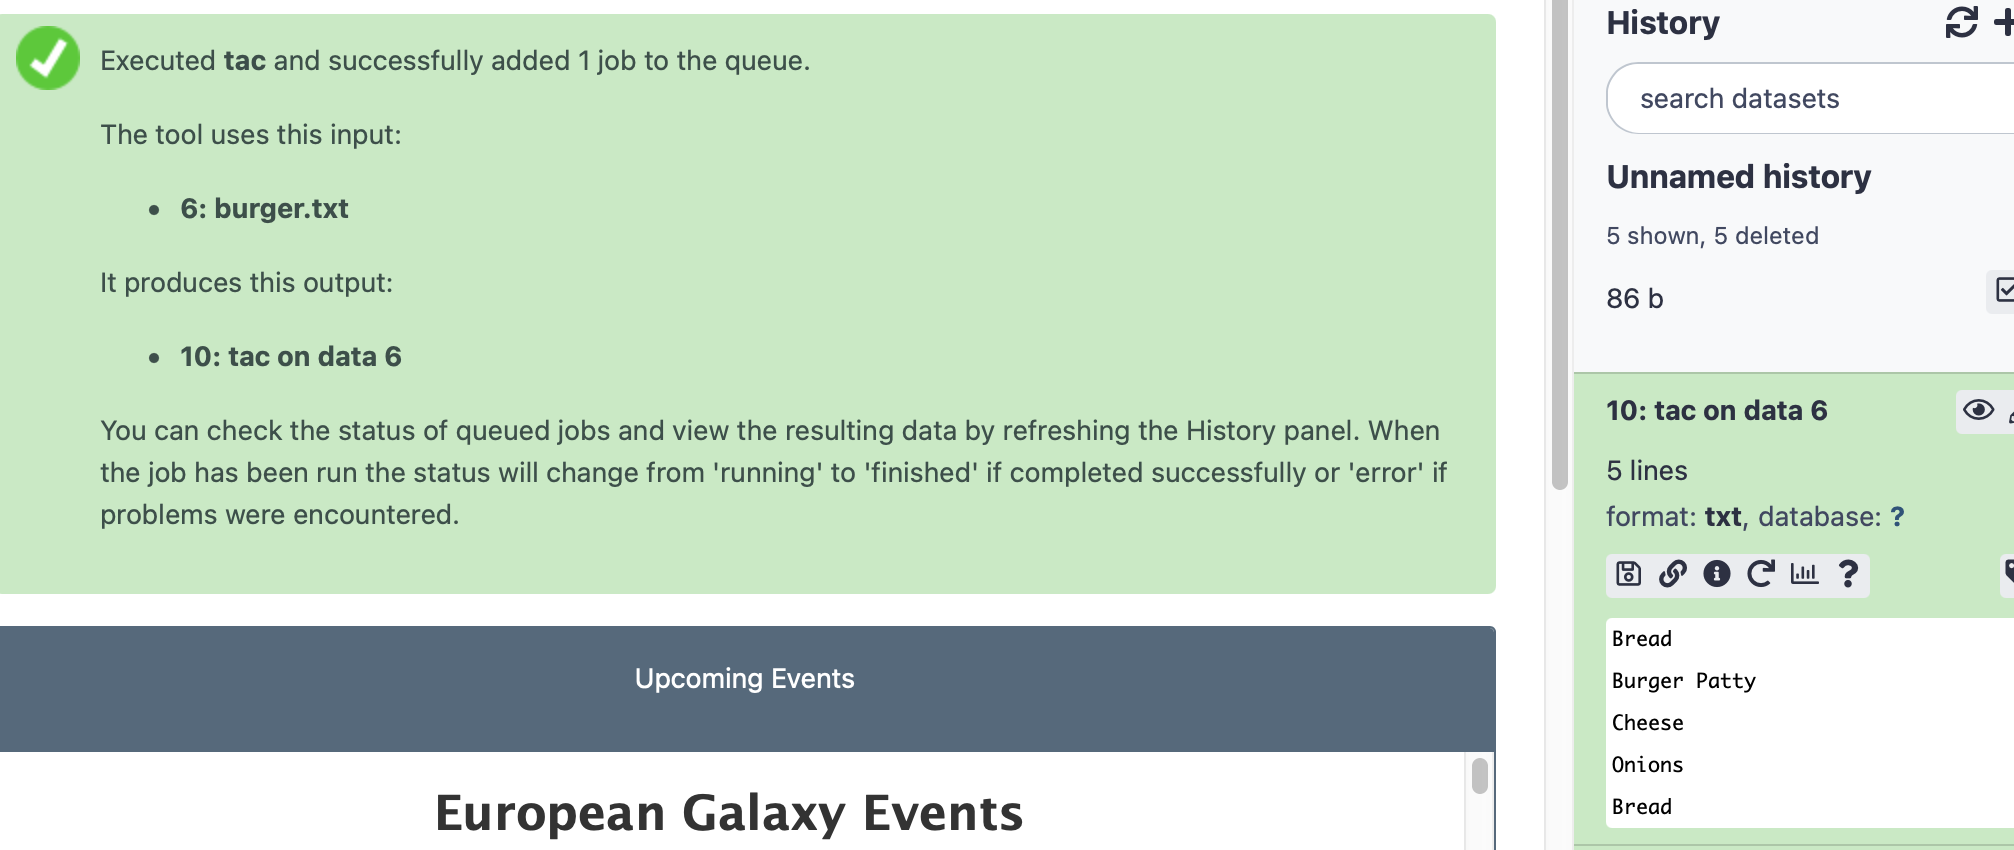 Executed tac and successfully added 1 job to the queue.
The tool uses this input:
6: burger.txt
It produces this output:
10: tac on data 6
You can check the status of queued jobs and view the resulting data by refreshing the History panel. When
the job has been run the status will change from 'running' to 'finished' if completed successfully or 'error' if
problems were encountered.
Upcoming Events
European Galaxy Events
History
search datasets
Unnamed history
5 shown, 5 deleted
86 b
10: tac on data 6
5 lines
format: txt, database: ?
Bread
Burger Patty
Cheese
Onions
Bread